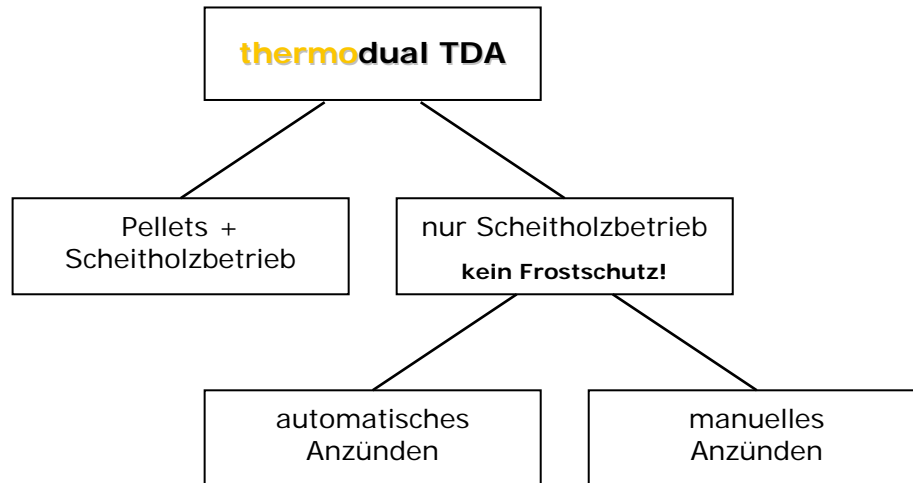 thermodual TDA
Pellets +
Scheitholzbetrieb
nur Scheitholzbetrieb
kein Frostschutz!
automatisches
Anzünden
manuelles
Anzünden